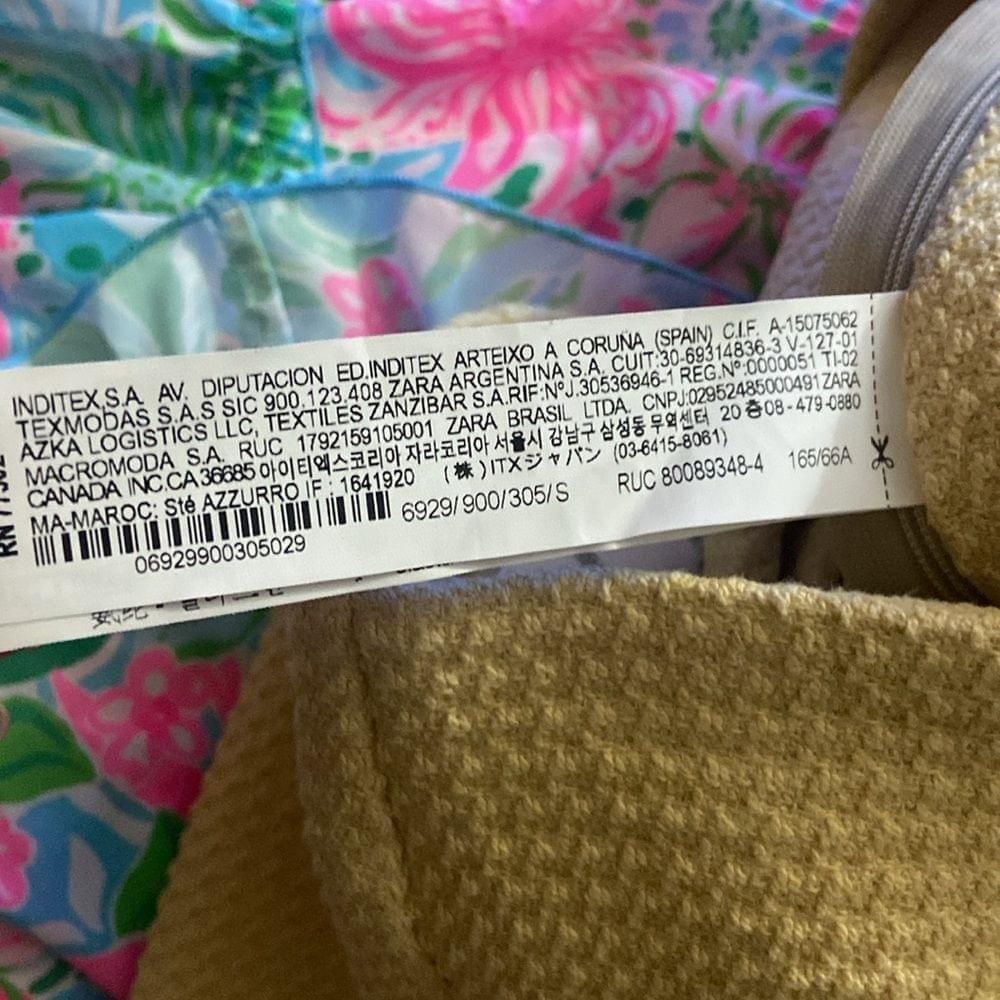 INDITEX,S.A. AV. DIPUTACION ED.INDITEX ARTEIXO A CORUÑA (SPAIN) C.I.F. A-15075062
TEXMODAS S.A.S SIC 900.123.408 ZARA ARGENTINA S.A. CUIT:30-69314836-3 V-127-01
AZKA LOGISTICS LLC, TEXTILES ZANZIBAR S.A.RIF:NºJ.30536946-1 REG.Nº:0000051 TI-02
MACROMODA S.A. RUC 1792159105001 ZARA BRASIL LTDA. CNPJ:02952485000491ZARA
CANADA INC.CA 36685 아이티엑스코리아 자라코리아 서울시 강남구 삼성동 무역센터 20층 08-479-0880
MA-MAROC: Sté AZZURRO IF: 1641920 (株)ITXジャパン (03-6415-8061)
6929/900/305/S RUC 80089348-4 165/66A
06929900305029